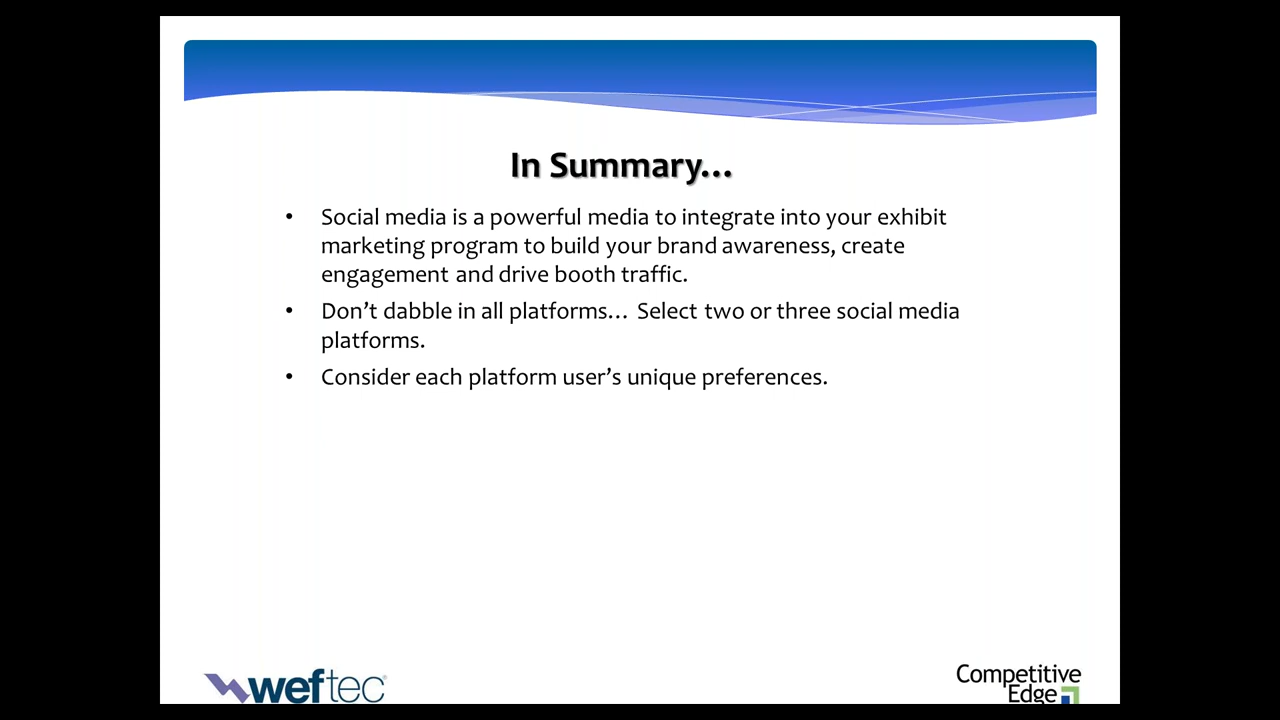 In Summary…
• Social media is a powerful media to integrate into your exhibit
marketing program to build your brand awareness, create
engagement and drive booth traffic.
• Don’t dabble in all platforms… Select two or three social media
platforms.
• Consider each platform user’s unique preferences.
weftec®
Competitive
Edge